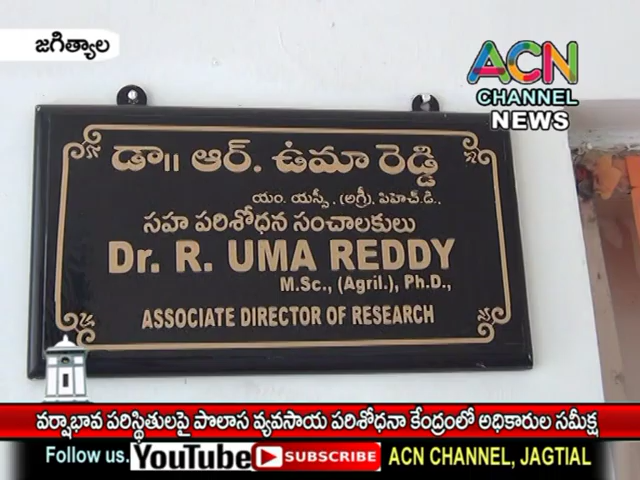 జగిత్యాల
ACN
CHANNEL
NEWS
డా॥ ఆర్. ఉమా రెడ్డి
యం. యస్సీ., (అగ్రి), పిహెచ్.డి.,
సహ పరిశోధన సంచాలకులు
Dr. R. UMA REDDY
M.Sc., (Agril.), Ph.D.,
ASSOCIATE DIRECTOR OF RESEARCH
వర్షాభావ పరిస్థితులపై పొలాస వ్యవసాయ పరిశోధనా కేంద్రంలో అధికారుల సమీక్ష
Follow us. YouTube SUBSCRIBE ACN CHANNEL, JAGTIAL